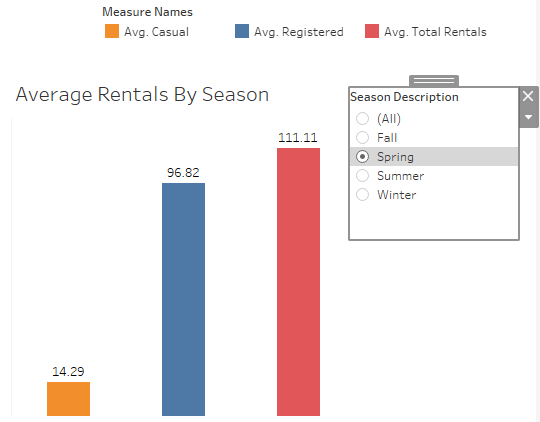 Measure Names
Avg. Casual Avg. Registered Avg. Total Rentals
Average Rentals By Season
Season Description
(All)
Fall
Spring
Summer
Winter
111.11
96.82
14.29